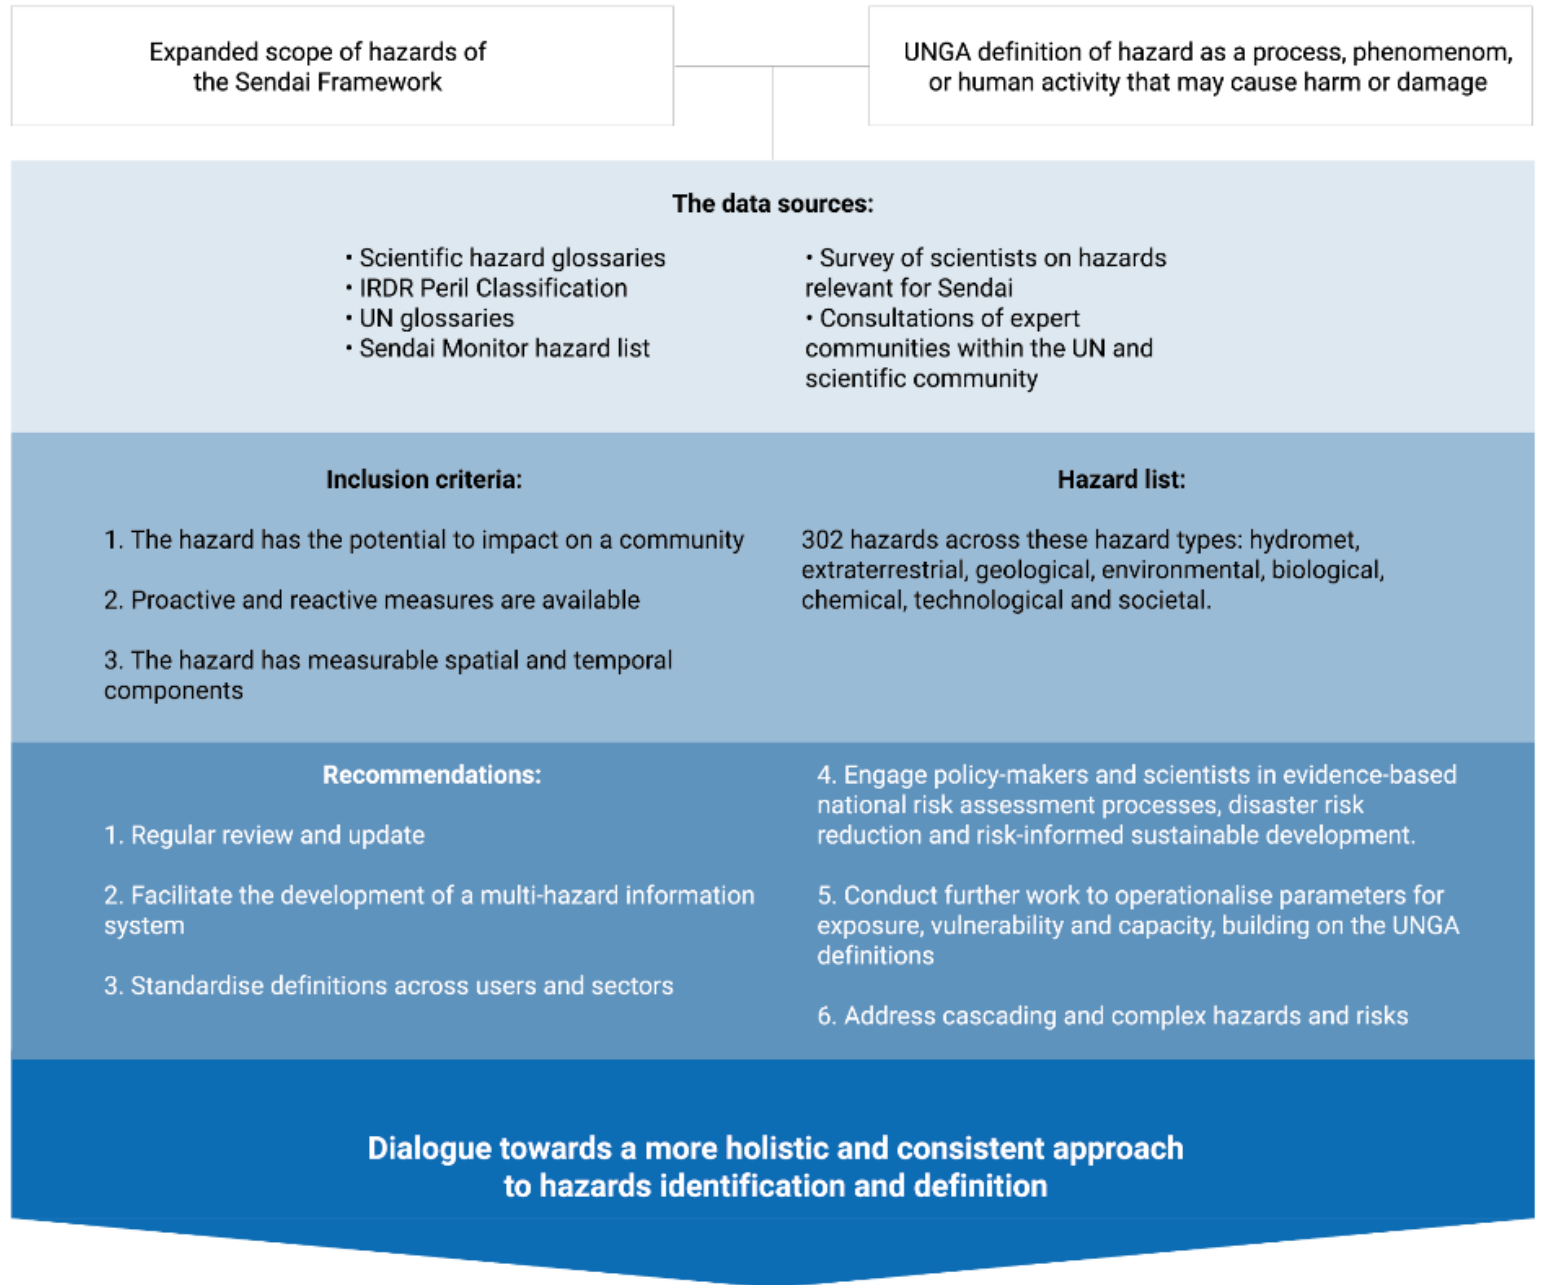 Expanded scope of hazards of
the Sendai Framework
UNGA definition of hazard as a process, phenomenom,
or human activity that may cause harm or damage
The data sources:
• Scientific hazard glossaries
• IRDR Peril Classification
• UN glossaries
• Sendai Monitor hazard list
• Survey of scientists on hazards
relevant for Sendai
• Consultations of expert
communities within the UN and
scientific community
Inclusion criteria:
1. The hazard has the potential to impact on a community
2. Proactive and reactive measures are available
3. The hazard has measurable spatial and temporal
components
Hazard list:
302 hazards across these hazard types: hydromet,
extraterrestrial, geological, environmental, biological,
chemical, technological and societal.
Recommendations:
1. Regular review and update
2. Facilitate the development of a multi-hazard information
system
3. Standardise definitions across users and sectors
4. Engage policy-makers and scientists in evidence-based
national risk assessment processes, disaster risk
reduction and risk-informed sustainable development.
5. Conduct further work to operationalise parameters for
exposure, vulnerability and capacity, building on the UNGA
definitions
6. Address cascading and complex hazards and risks
Dialogue towards a more holistic and consistent approach
to hazards identification and definition